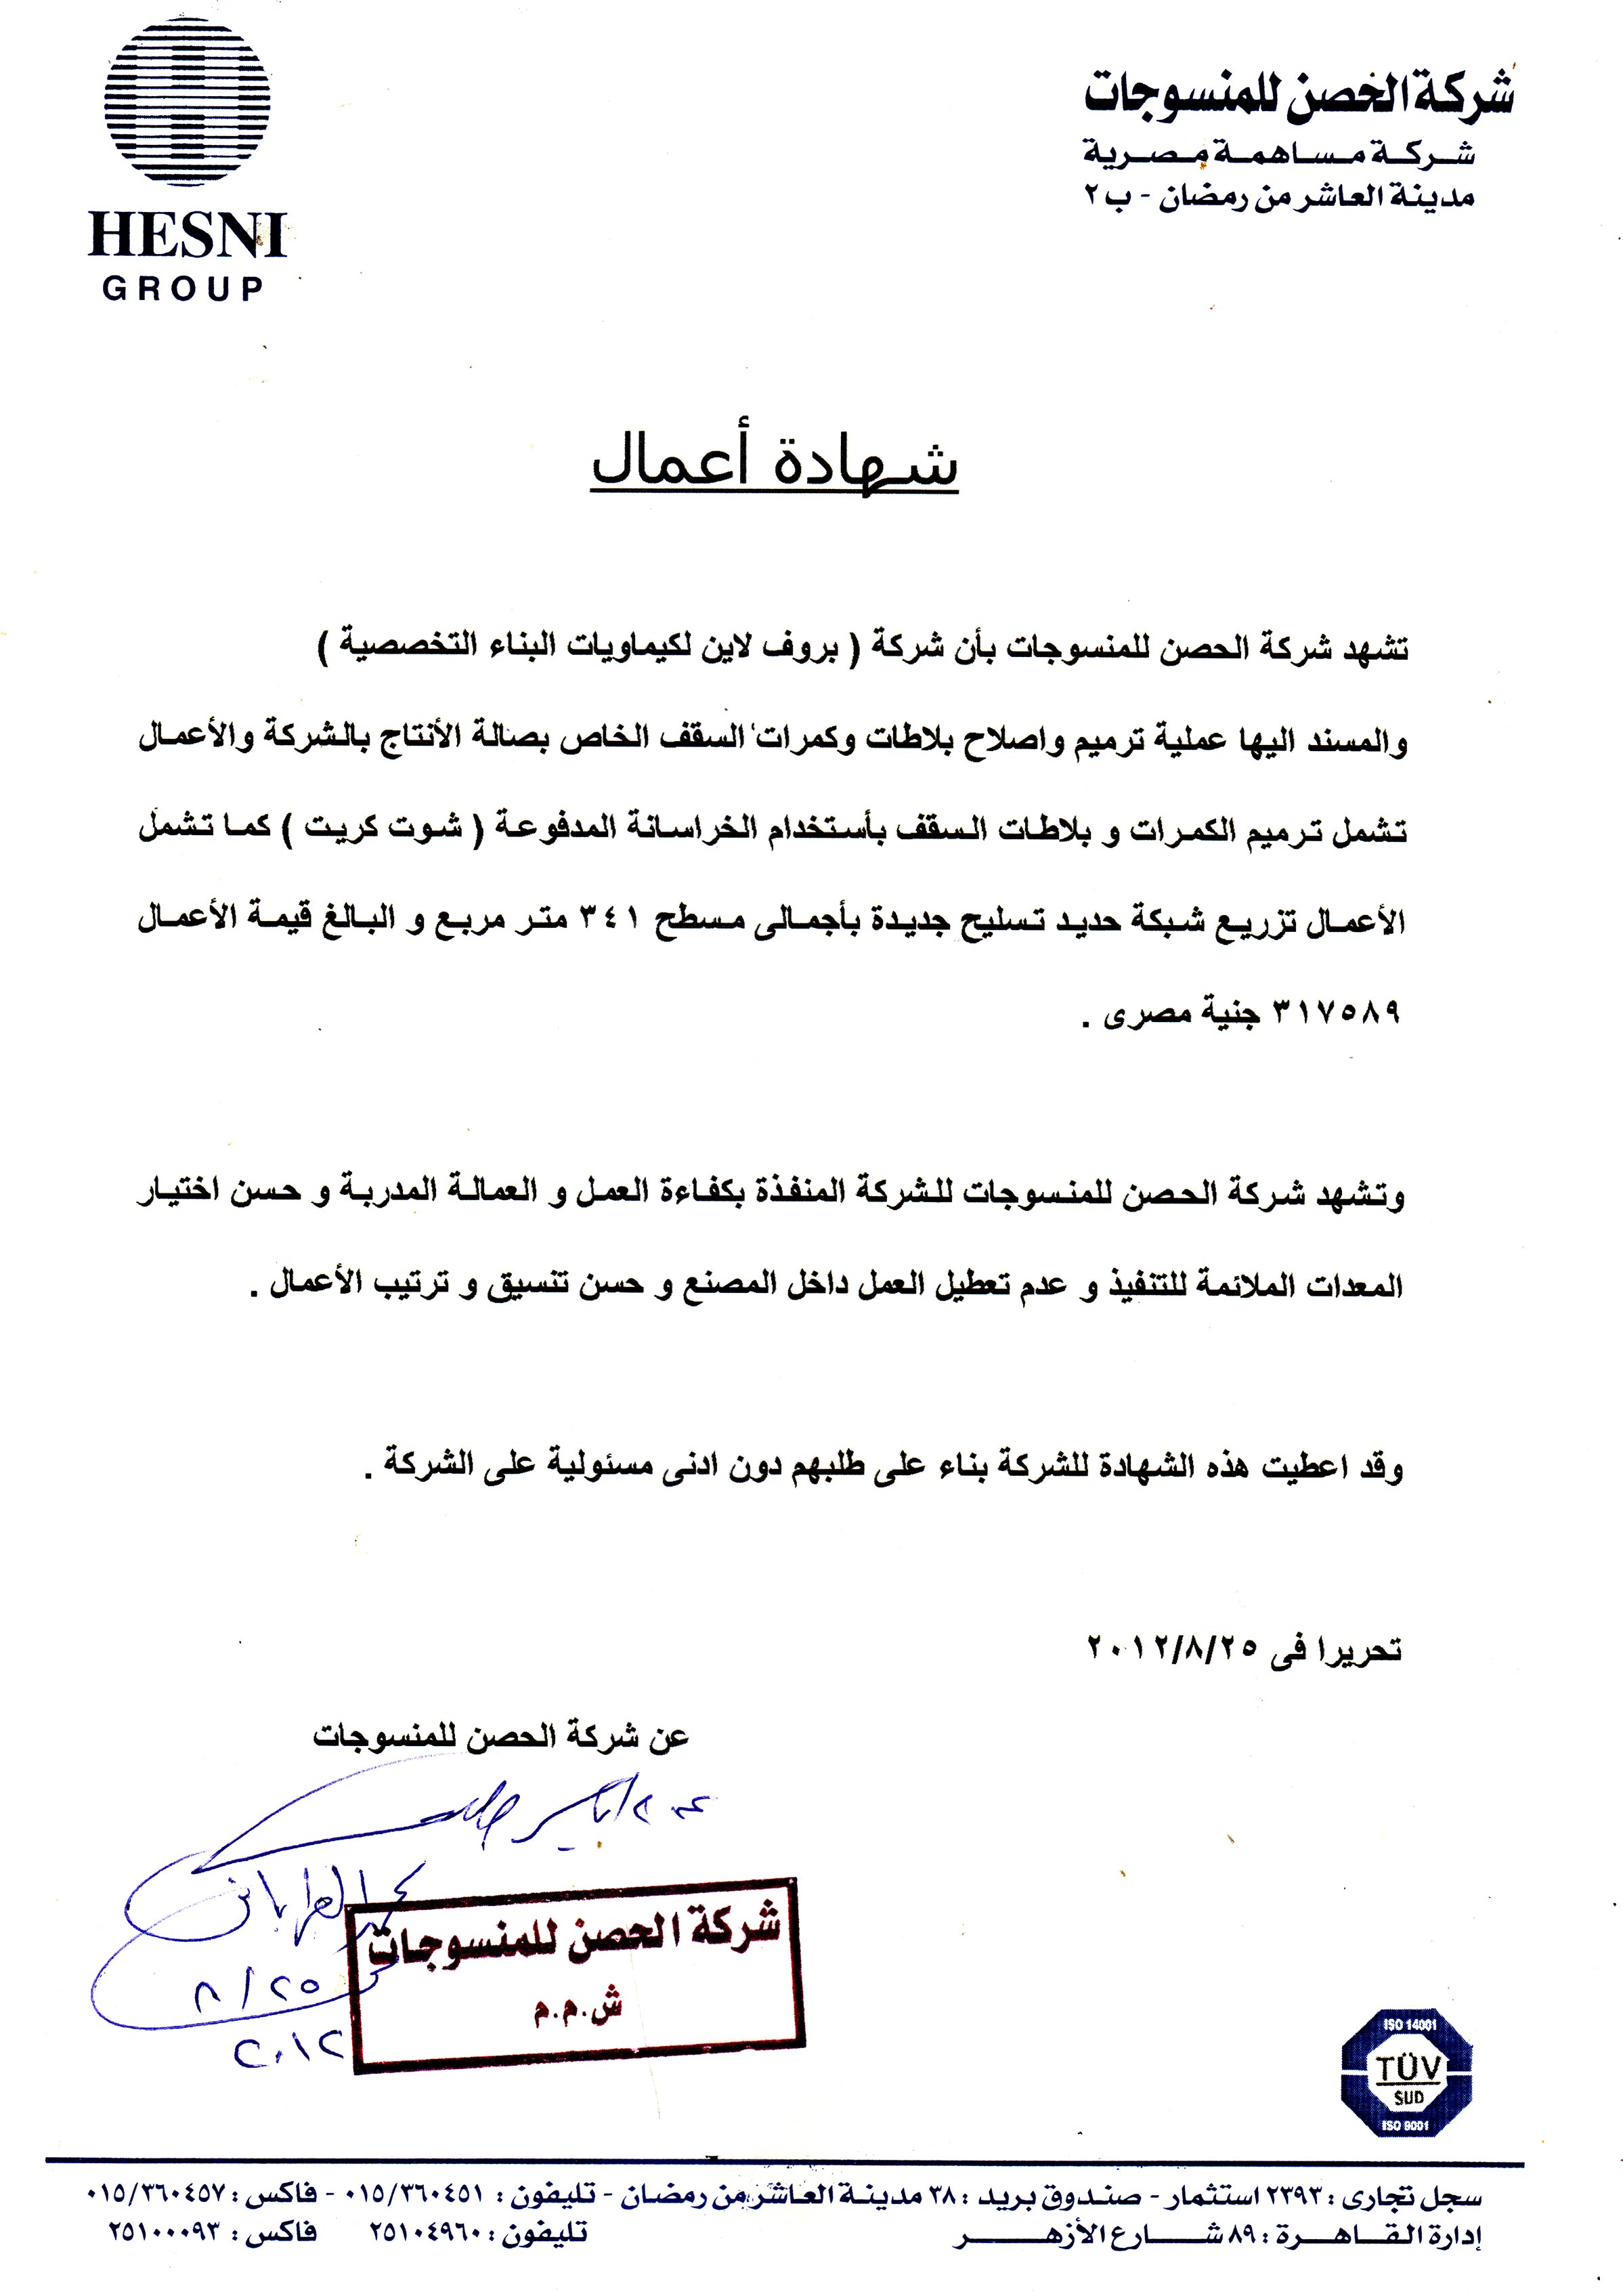 HESNI
GROUP
شركة الحصن للمنسوجات
شركة مساهمة مصرية
مدينة العاشر من رمضان - ب ٢
شهادة أعمال
تشهد شركة الحصن للمنسوجات بأن شركة ( بروف لاين لكيماويات البناء التخصصية )
والمسند اليها عملية ترميم واصلاح بلاطات وكمرات السقف الخاص بصالة الأنتاج بالشركة والأعمال
تشمل ترميم الكمرات و بلاطات السقف بأستخدام الخراسانة المدفوعة ( شوت كريت ) كما تشمل
الأعمال تزريع شبكة حديد تسليح جديدة بأجمالى مسطح ٣٤١ متر مربع و البالغ قيمة الأعمال
٣١٧٥٨٩ جنية مصرى .
وتشهد شركة الحصن للمنسوجات للشركة المنفذة بكفاءة العمل و العمالة المدربة و حسن اختيار
المعدات الملائمة للتنفيذ و عدم تعطيل العمل داخل المصنع و حسن تنسيق و ترتيب الأعمال .
وقد اعطيت هذه الشهادة للشركة بناء على طلبهم دون ادنى مسئولية على الشركة .
تحريرا فى ٢٠١٢/٨/٢٥
عن شركة الحصن للمنسوجات
٨/٢٥
٢٠١٢
شركة الحصن للمنسوجات
ش.م.م
ISO 14001
TÜV
SUD
ISO 9001
سجل تجارى : ٢٣٩٣ استثمار - صندوق بريد : ٣٨ مدينة العاشر من رمضان - تليفون : ٠١٥/٣٦٠٤٥١ - فاكس : ٠١٥/٣٦٠٤٥٧
إدارة القاهرة : ٨٩ شارع الأزهر تليفون : ٢٥١٠٤٩٦٠ فاكس : ٢٥١٠٠٠٩٣